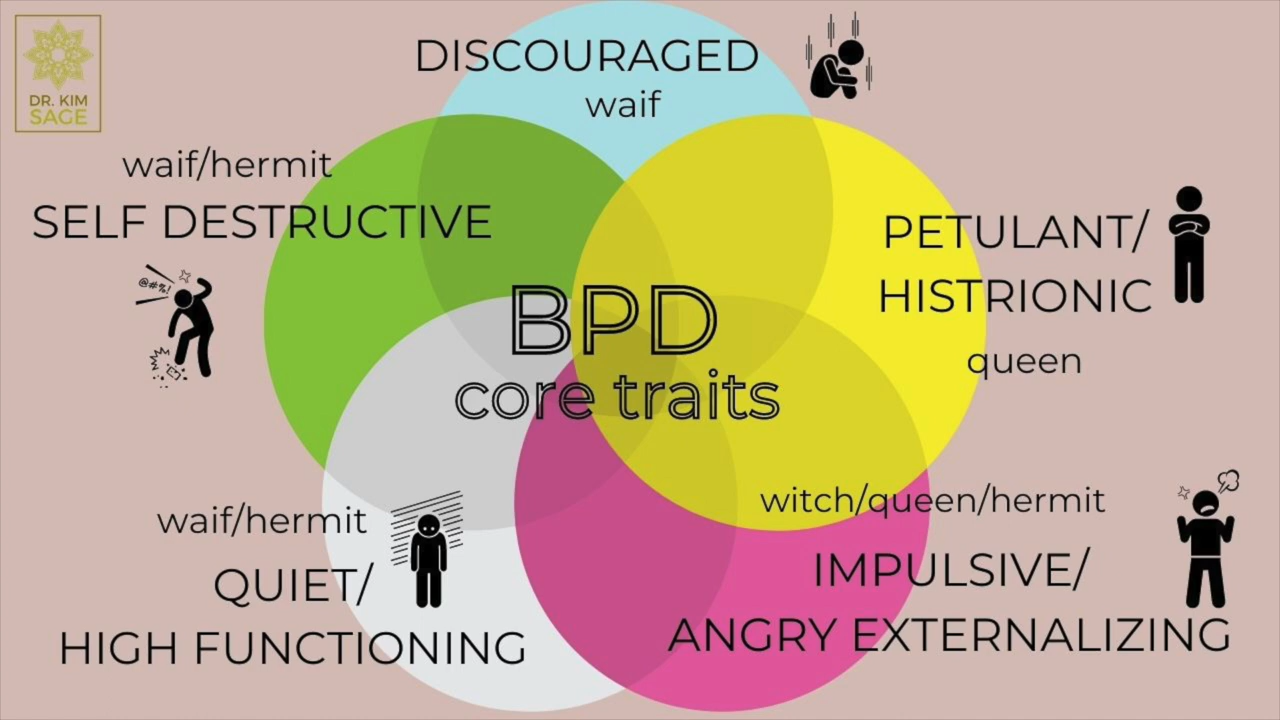 DR. KIM
SAGE
DISCOURAGED
waif
waif/hermit
SELF DESTRUCTIVE
@#%!
PETULANT/
HISTRIONIC
queen
BPD
core traits
waif/hermit
QUIET/
HIGH FUNCTIONING
witch/queen/hermit
IMPULSIVE/
ANGRY EXTERNALIZING